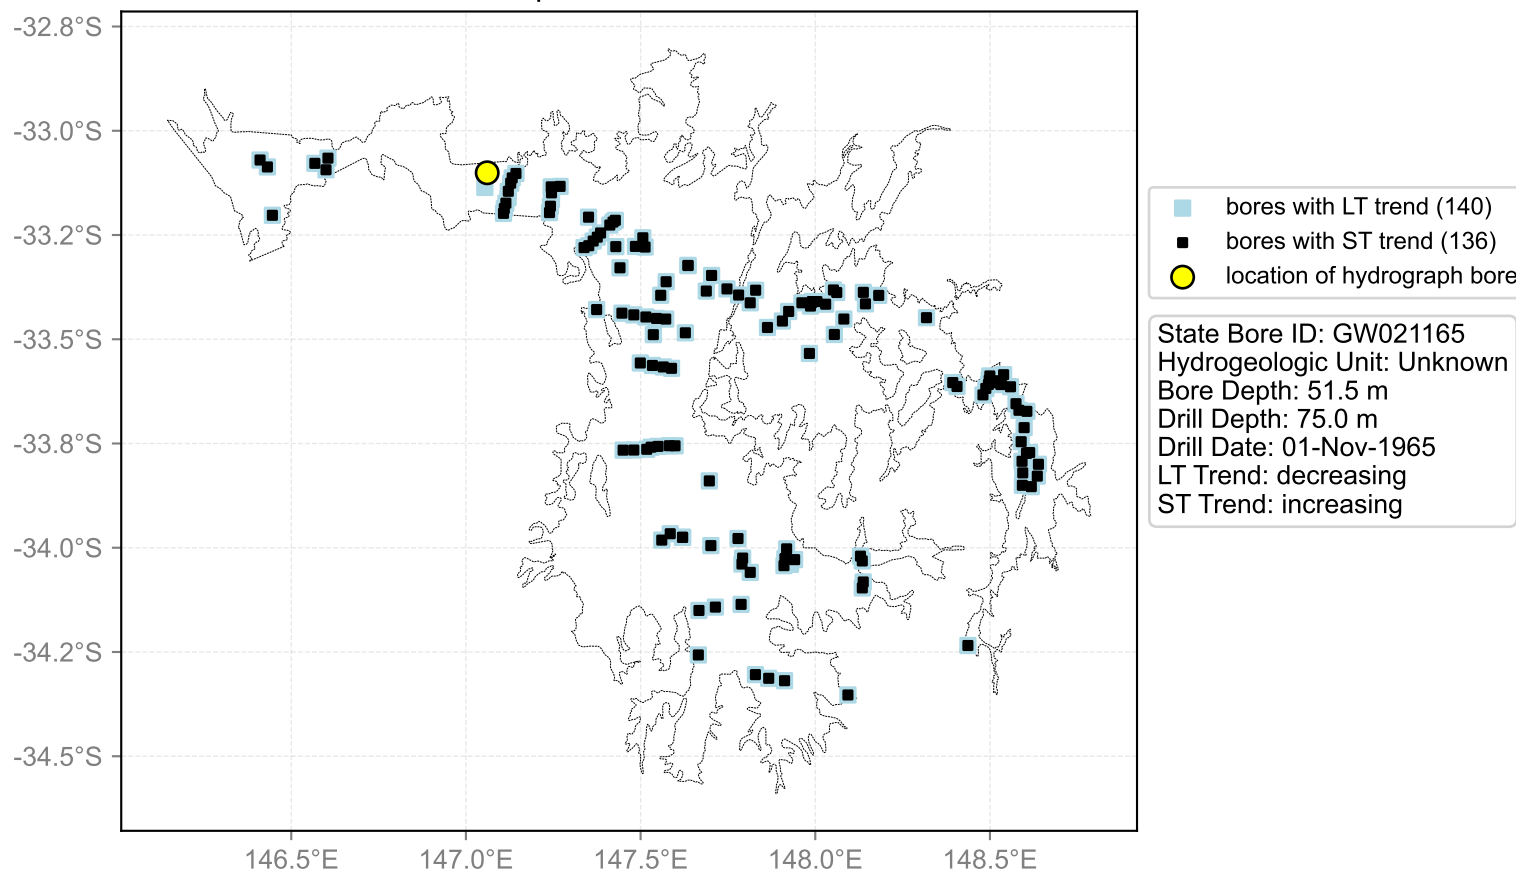 -32.8°S
-33.0°S
-33.2°S
-33.5°S
-33.8°S
-34.0°S
-34.2°S
-34.5°S
146.5°E
147.0°E
147.5°E
148.0°E
148.5°E
bores with LT trend (140)
bores with ST trend (136)
location of hydrograph bore
State Bore ID: GW021165
Hydrogeologic Unit: Unknown
Bore Depth: 51.5 m
Drill Depth: 75.0 m
Drill Date: 01-Nov-1965
LT Trend: decreasing
ST Trend: increasing